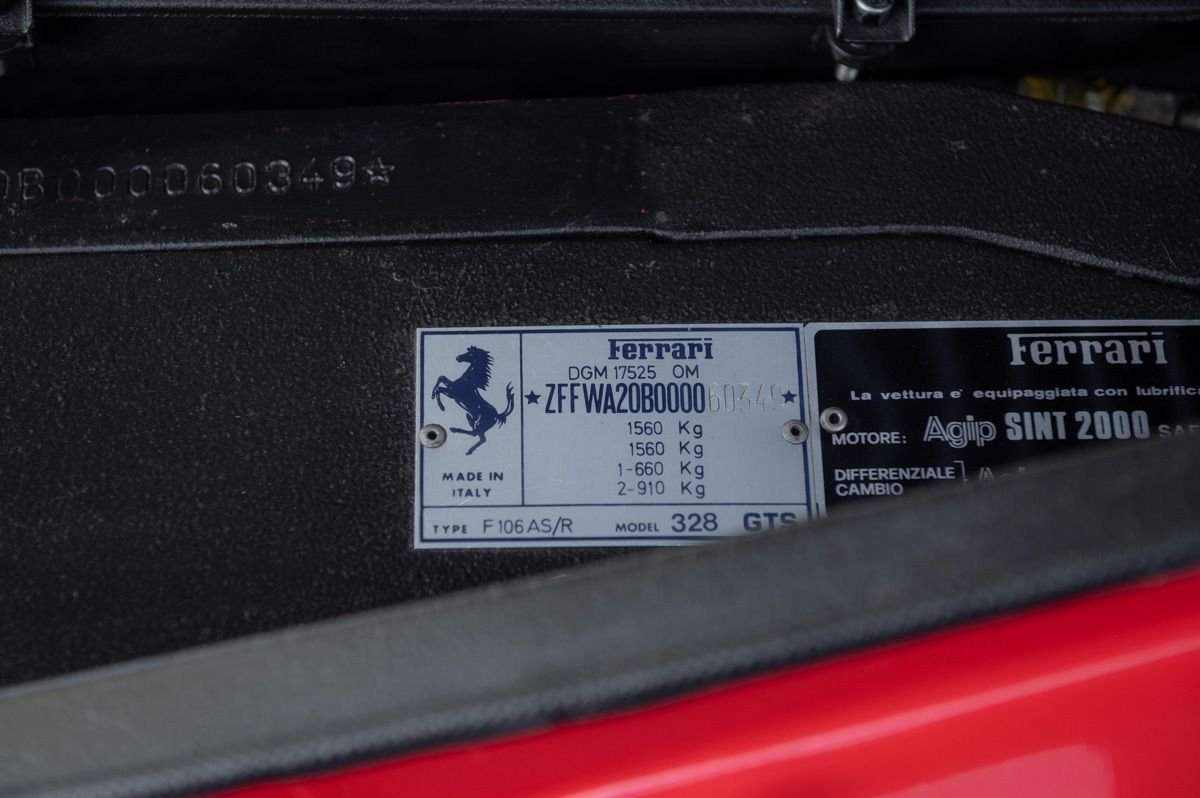 0B000060349☆
Ferrari
DGM 17525 OM
★ZFFWA20B000060349★
1560 Kg
1560 Kg
1-660 Kg
2-910 Kg
MADE IN
ITALY
TYPE F106AS/R MODEL 328 GTS
Ferrari
La vettura e' equipaggiata con
MOTORE: Agip SINT 2000
DIFFERENZIALE
CAMBIO